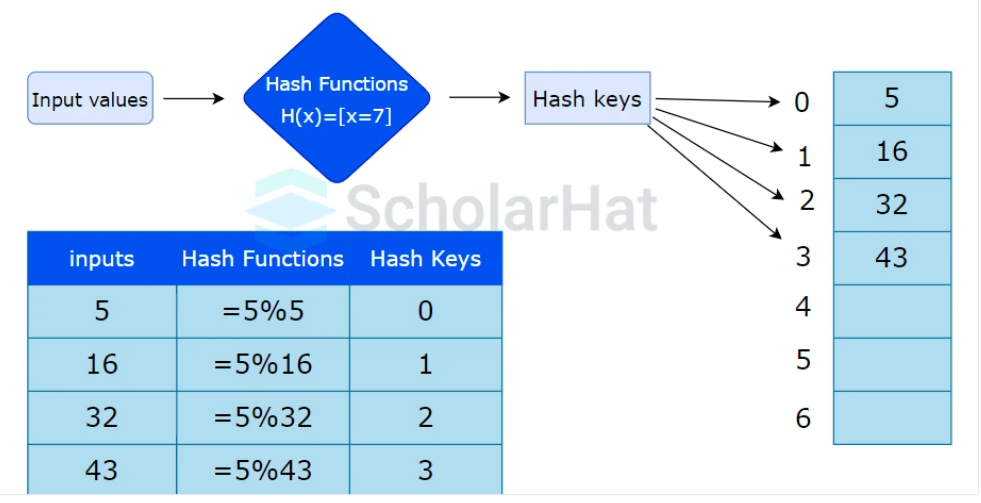 Input values
Hash Functions
H(x)=[x=7]
Hash keys
0 5
1 16
2 32
3 43
4
5
6
ScholarHat
inputs Hash Functions Hash Keys
5 =5%5 0
16 =5%16 1
32 =5%32 2
43 =5%43 3